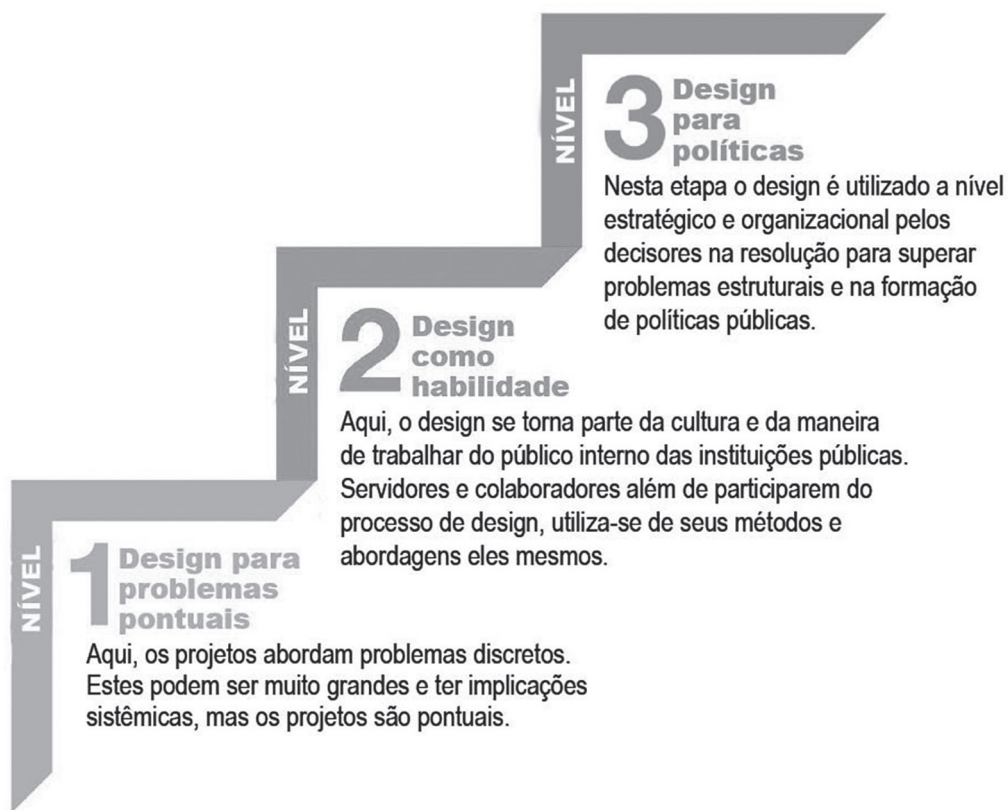 NÍVEL
3
Design
para
políticas
Nesta etapa o design é utilizado a nível
estratégico e organizacional pelos
decisores na resolução para superar
problemas estruturais e na formação
de políticas públicas.
NÍVEL
2
Design
como
habilidade
Aqui, o design se torna parte da cultura e da maneira
de trabalhar do público interno das instituições públicas.
Servidores e colaboradores além de participarem do
processo de design, utiliza-se de seus métodos e
abordagens eles mesmos.
NÍVEL
1
Design para
problemas
pontuais
Aqui, os projetos abordam problemas discretos.
Estes podem ser muito grandes e ter implicações
sistêmicas, mas os projetos são pontuais.